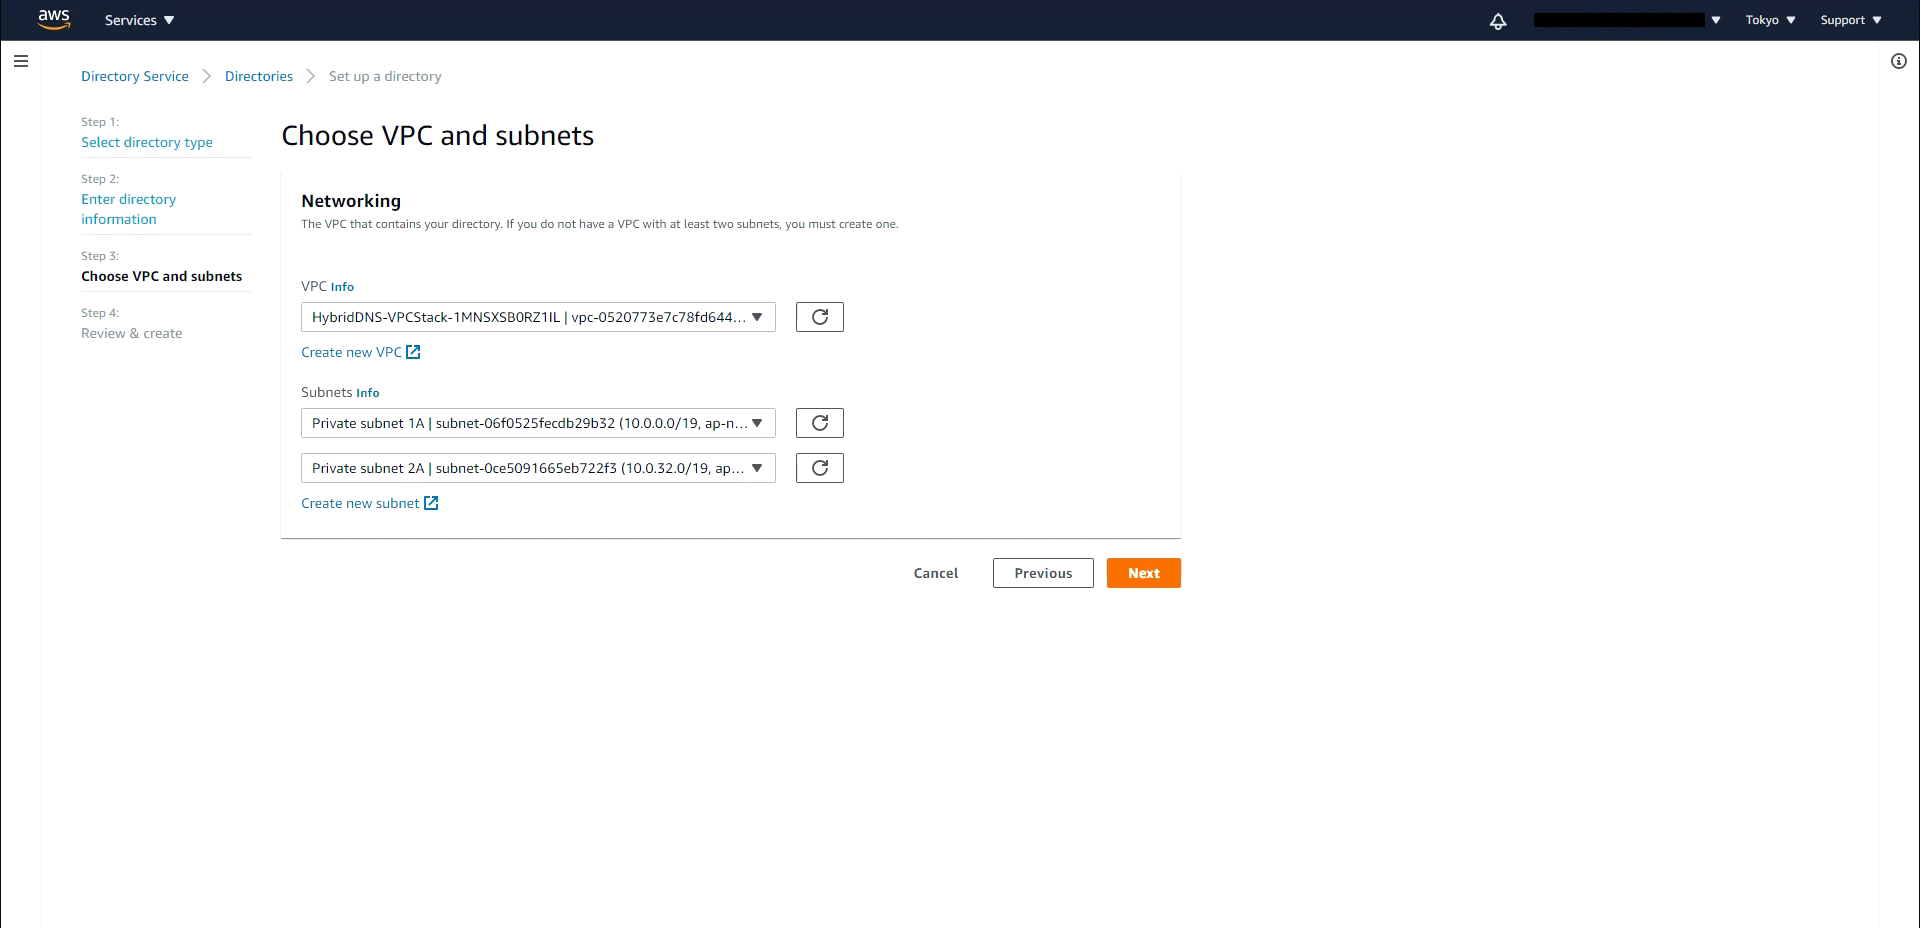 aws
Services
Tokyo
Support
Directory Service
Directories
Set up a directory
Step 1:
Select directory type
Step 2:
Enter directory
information
Step 3:
Choose VPC and subnets
Step 4:
Review & create
Choose VPC and subnets
Networking
The VPC that contains your directory. If you do not have a VPC with at least two subnets, you must create one.
VPC Info
HybridDNS-VPCStack-1MNSXSB0RZ1IL | vpc-0520773e7c78fd644...
Create new VPC
Subnets Info
Private subnet 1A | subnet-06f0525fecdb29b32 (10.0.0.0/19, ap-n...
Private subnet 2A | subnet-0ce5091665eb722f3 (10.0.32.0/19, ap...
Create new subnet
Cancel
Previous
Next